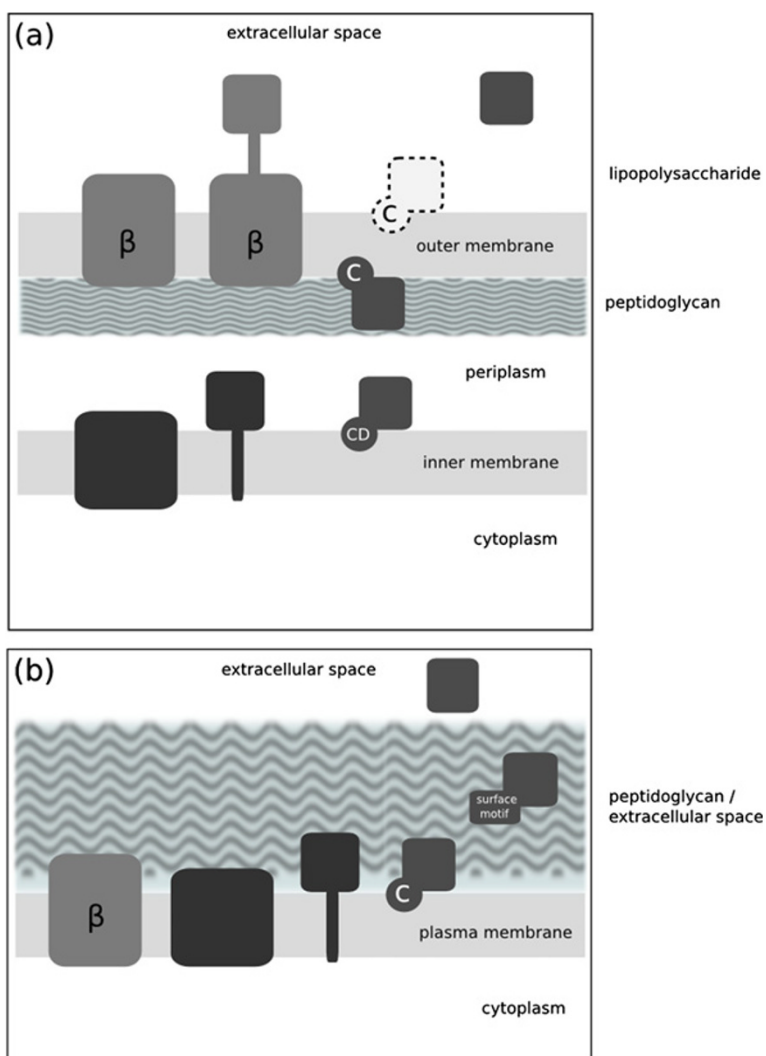 (a)
extracellular space
lipopolysaccharide
C
β
β
outer membrane
C
peptidoglycan
periplasm
CD
inner membrane
cytoplasm
(b)
extracellular space
surface
motif
peptidoglycan /
extracellular space
C
β
plasma membrane
cytoplasm